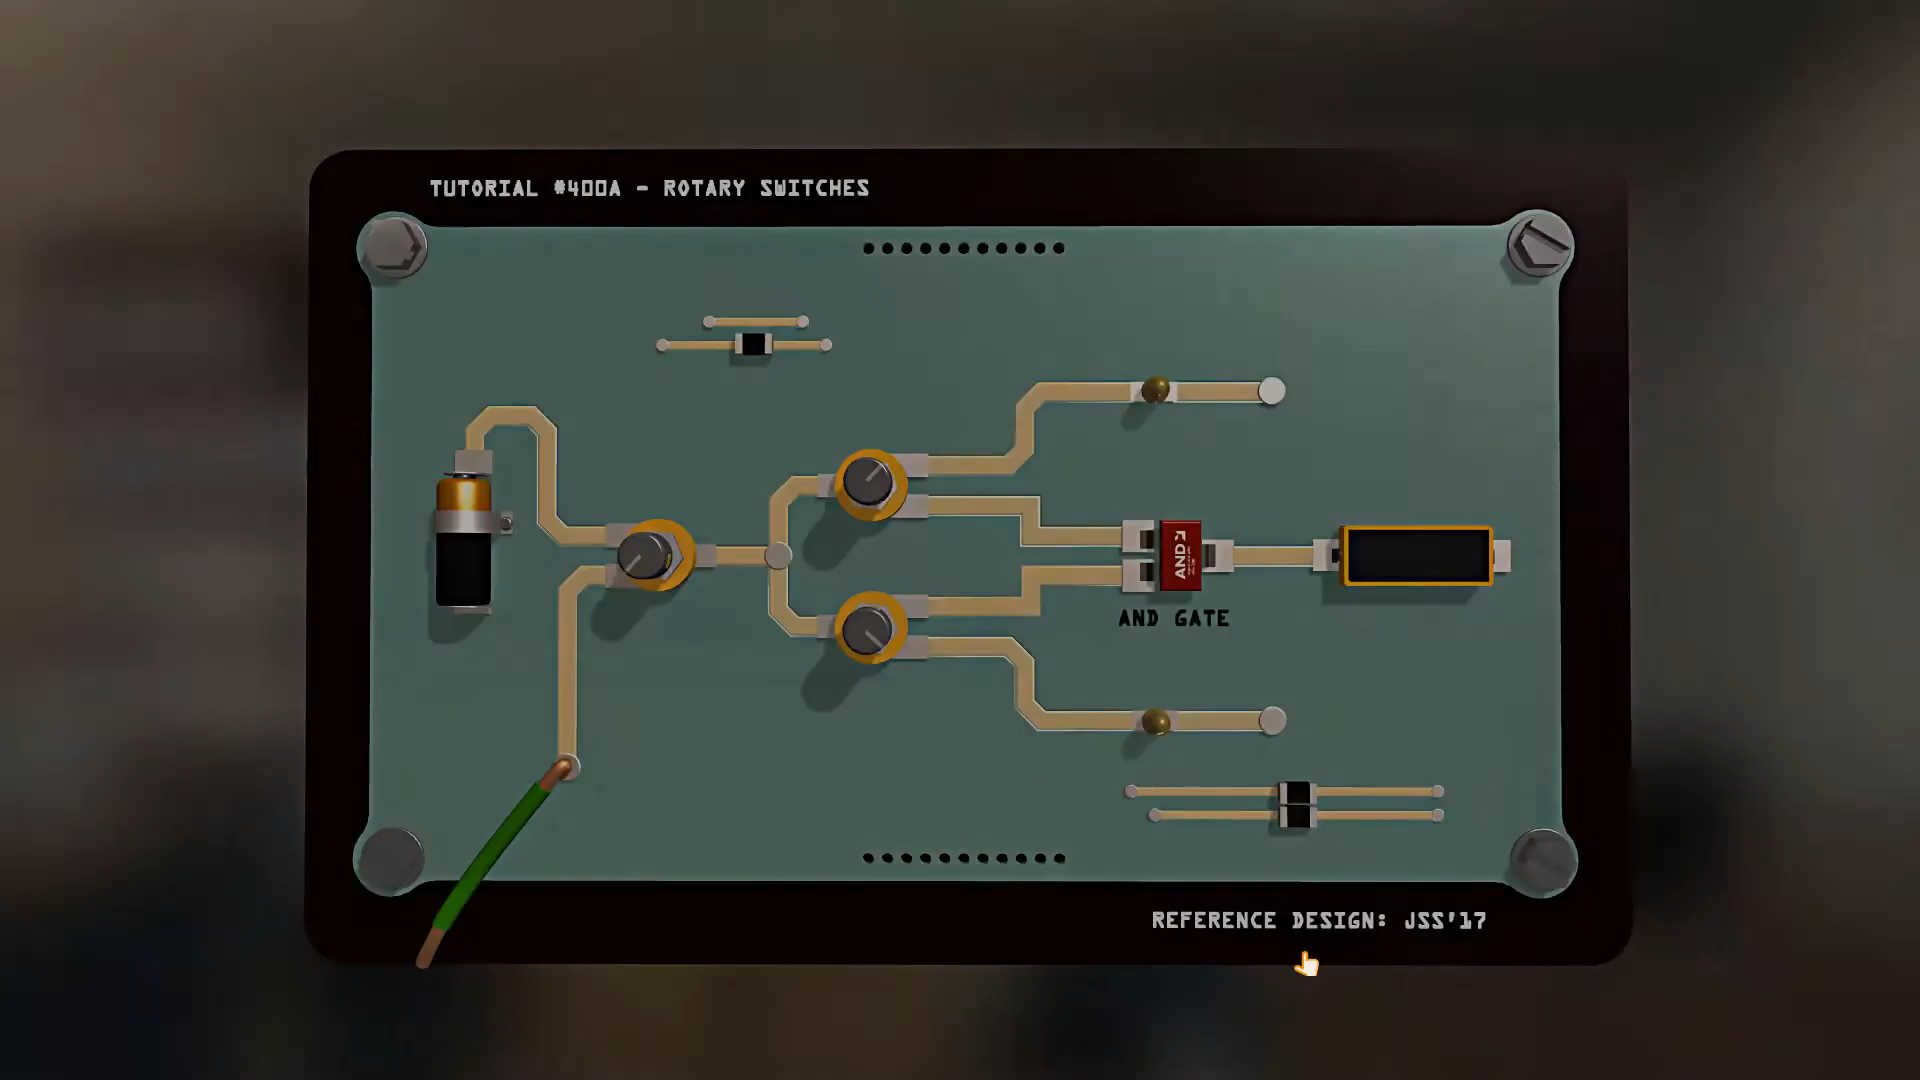 TUTORIAL #400A - ROTARY SWITCHES
AND
AND GATE
REFERENCE DESIGN: JSS'17